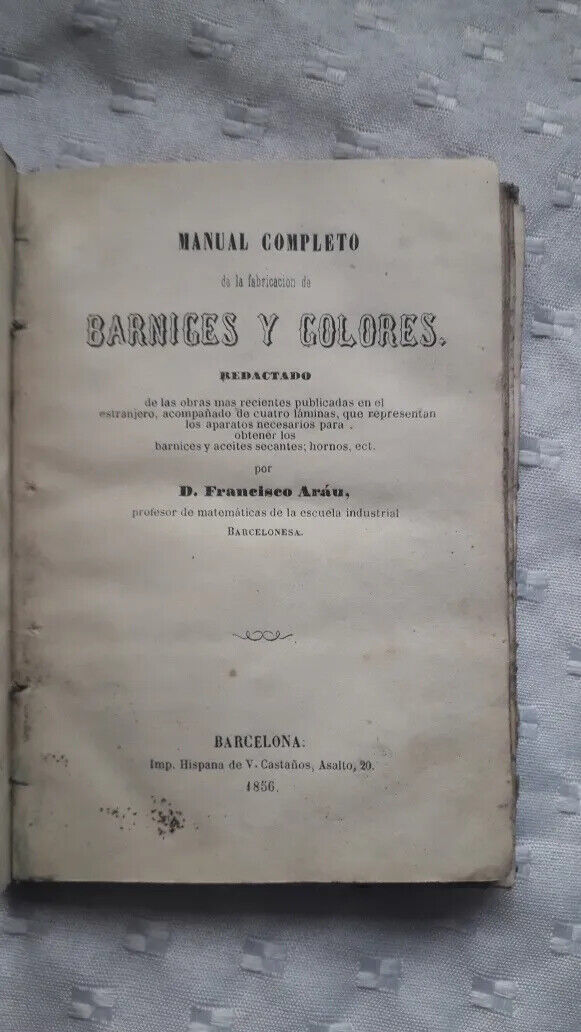 MANUAL COMPLETO
de la fabricacion de
BARNICES Y COLORES.
REDACTADO
de las obras mas recientes publicadas en el
estranjero, acompañado de cuatro láminas, que representan
los aparatos necesarios para
obtener los
barnices y aceites secantes; hornos, ect.
por
D. Francisco Aráu,
profesor de matemáticas de la escuela industrial
BARCELONESA.
BARCELONA:
Imp. Hispana de V. Castaños, Asalto, 20.
1856.